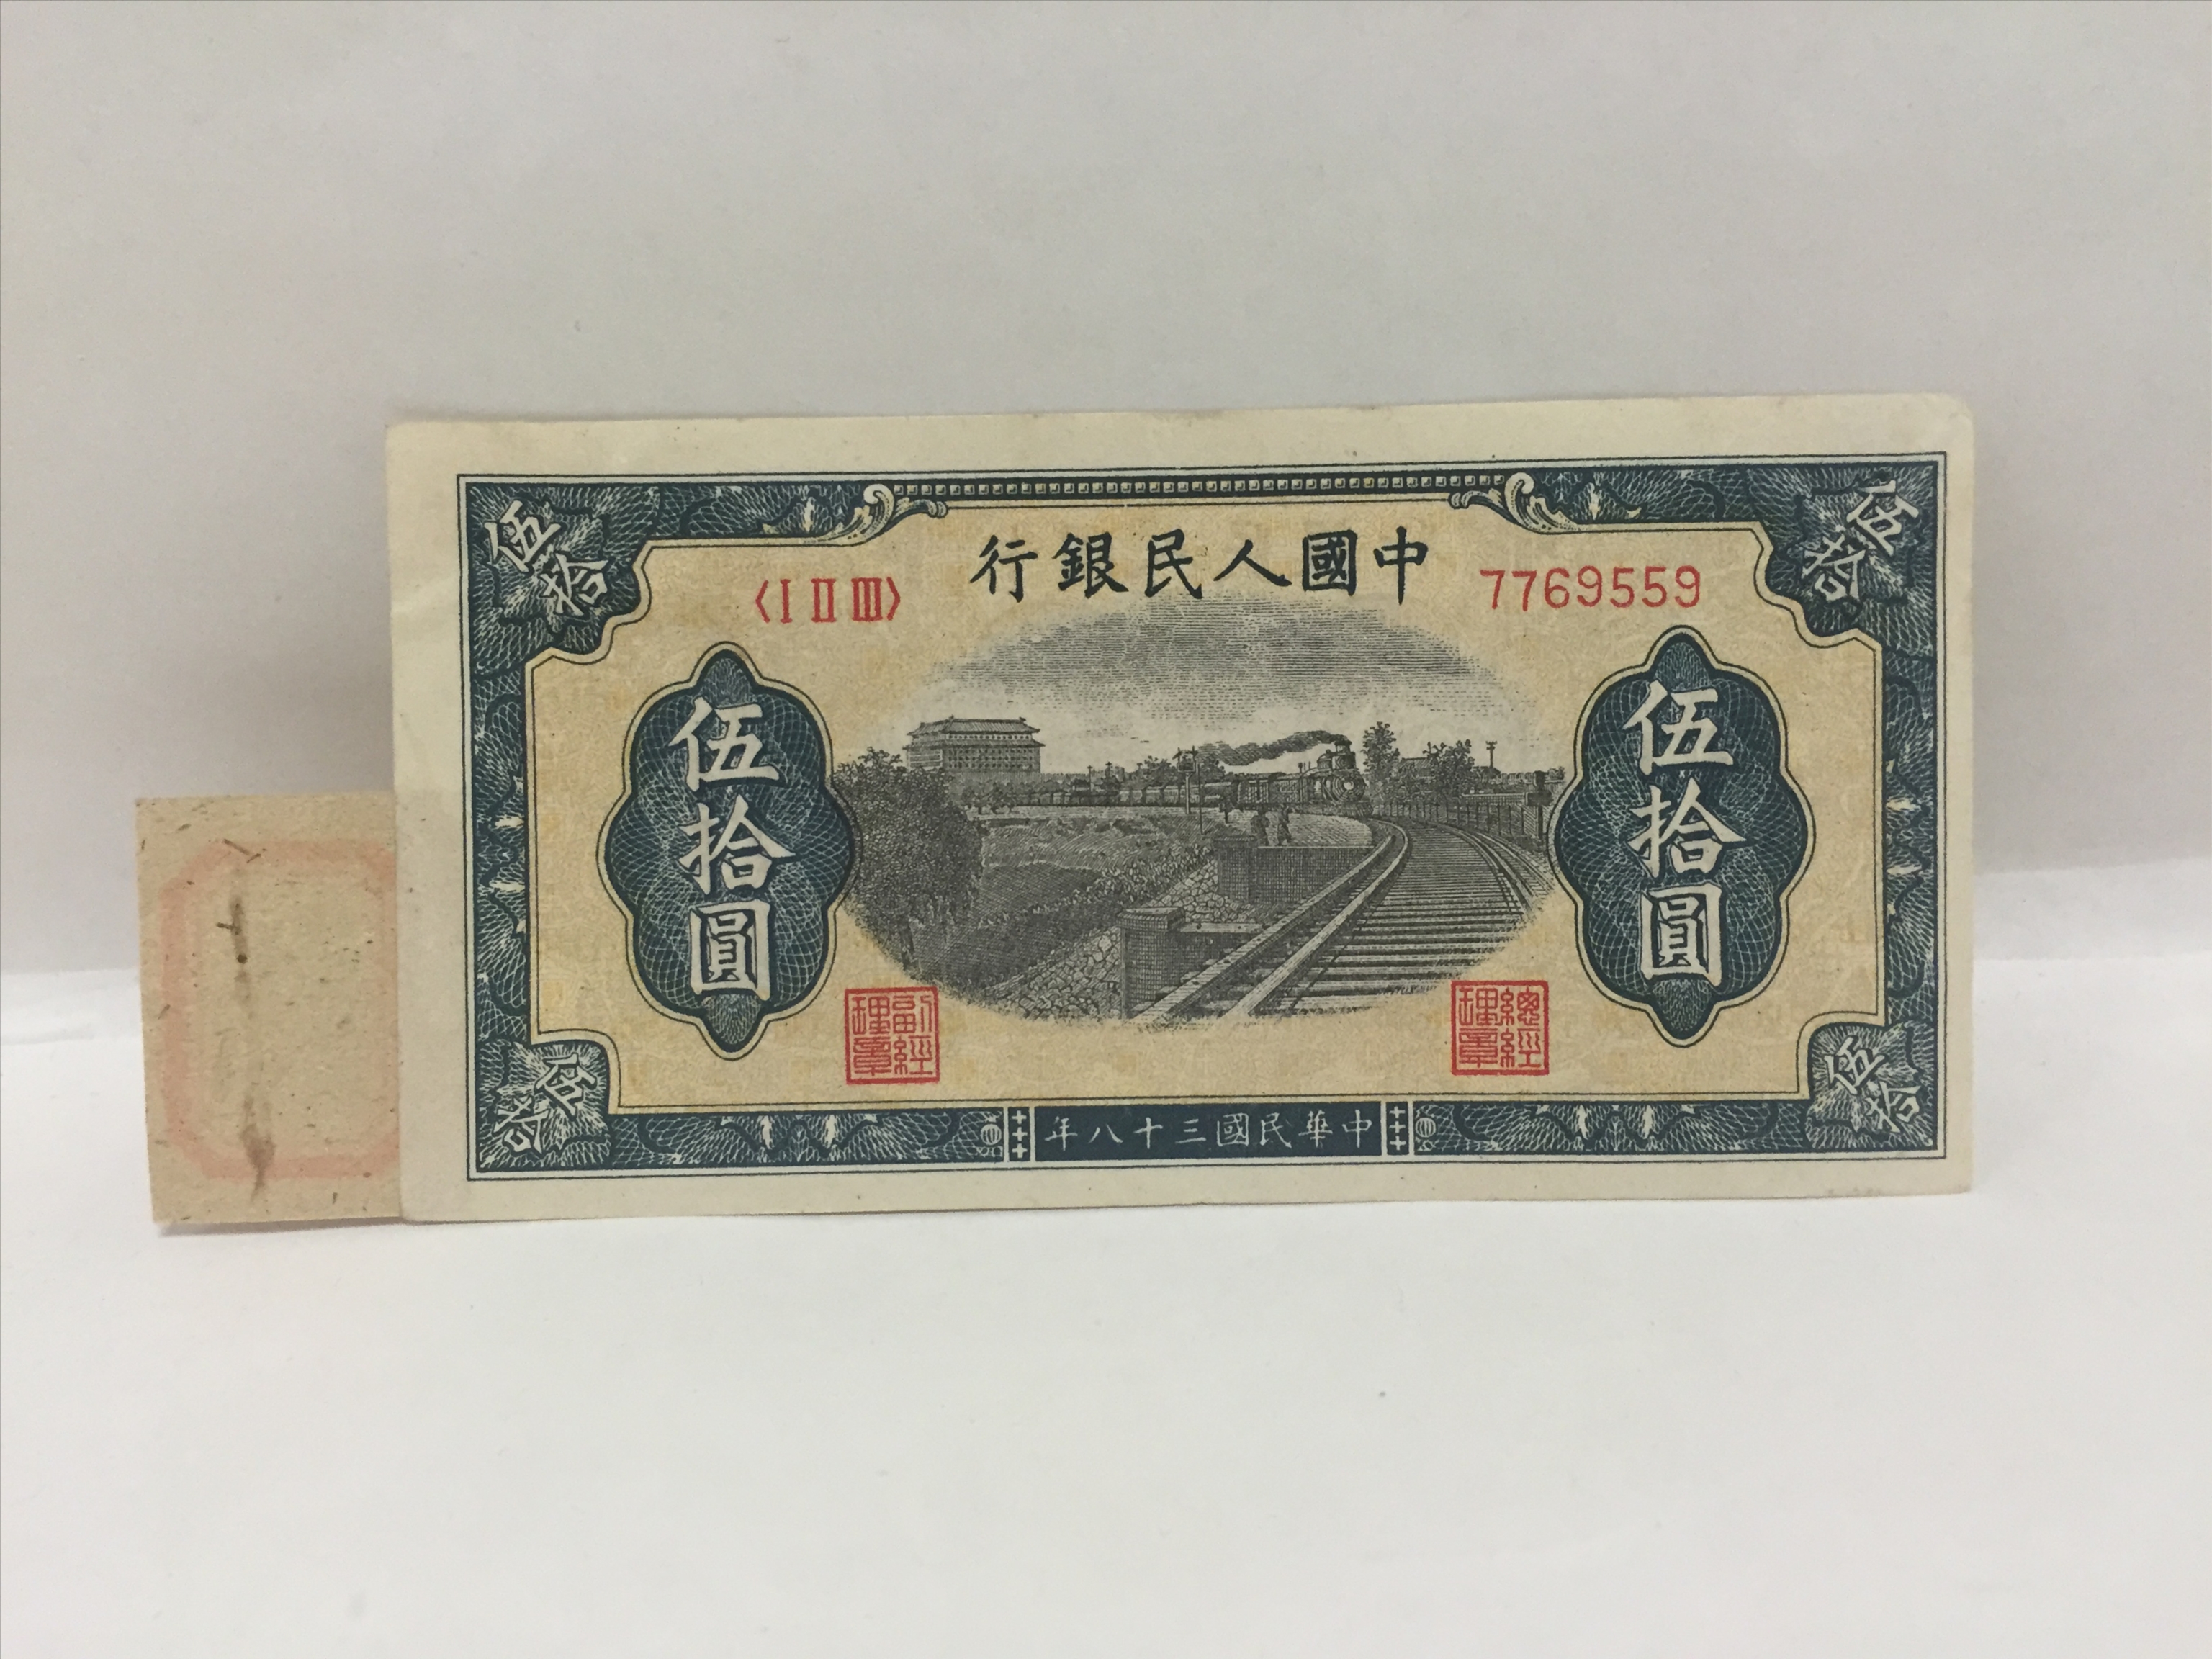 中國人民銀行
〈I II III〉
7769559
伍拾
伍拾
伍拾圓
伍拾圓
副經理章
總經理章
伍拾
伍拾
中華民國三十八年